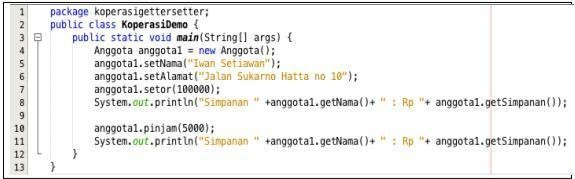 1 package koperasigettersetter;
2 public class KoperasiDemo {
3 public static void main(String[] args) {
4 Anggota anggota1 = new Anggota();
5 anggota1.setNama("Iwan Setiawan");
6 anggota1.setAlamat("Jalan Sukarno Hatta no 10");
7 anggota1.setor(100000);
8 System.out.println("Simpanan " +anggota1.getNama()+ " : Rp "+ anggota1.getSimpanan());
9
10 anggota1.pinjam(5000);
11 System.out.println("Simpanan " +anggota1.getNama()+ " : Rp "+ anggota1.getSimpanan());
12 }
13 }